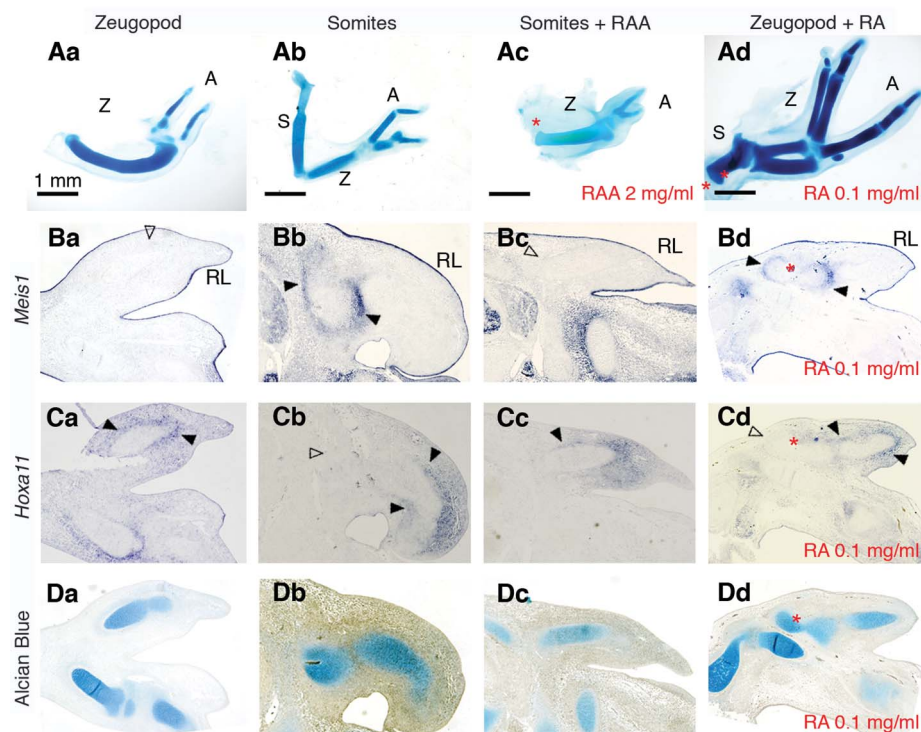 Zeugopod Somites Somites + RAA Zeugopod + RA
Aa Ab Ac Ad
A
Z
1 mm
S
A
Z
Z
A
*
RAA 2 mg/ml
Z
A
S
*
*
RA 0.1 mg/ml
Meis1
Ba Bb Bc Bd
RL
RL
RL
RL
*
RA 0.1 mg/ml
Hoxa11
Ca Cb Cc Cd
*
RA 0.1 mg/ml
Alcian Blue
Da Db Dc Dd
*
RA 0.1 mg/ml